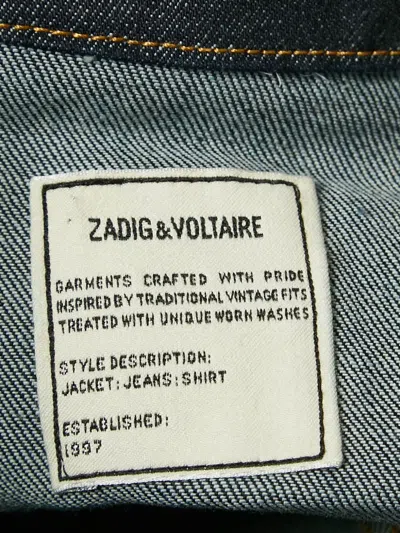 ZADIG&VOLTAIRE
GARMENTS CRAFTED WITH PRIDE
INSPIRED BY TRADITIONAL VINTAGE FITS
TREATED WITH UNIQUE WORN WASHES
STYLE DESCRIPTION:
JACKET: JEANS: SHIRT
ESTABLISHED:
1997